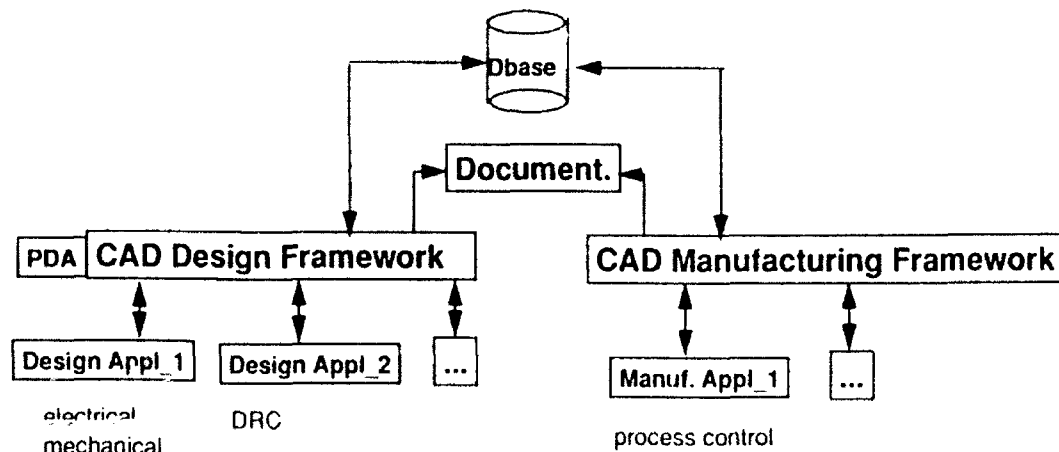 Dbase
Document.
PDA CAD Design Framework
CAD Manufacturing Framework
Design Appl_1
Design Appl_2
...
Manuf. Appl_1
...
electrical
mechanical
DRC
process control